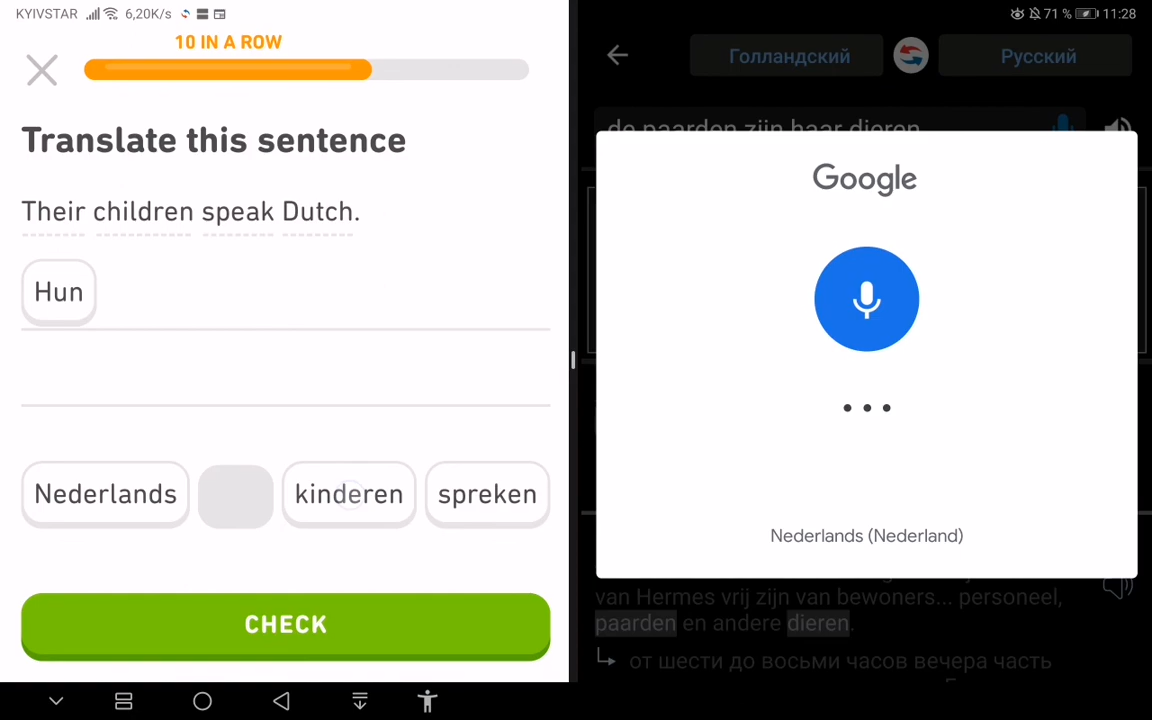 KYIVSTAR 6,20K/s
71 % 11:28
10 IN A ROW
Translate this sentence
Their children speak Dutch.
Hun
Nederlands kinderen spreken
CHECK
Голландский Русский
de paarden zijn haar dieren
Google
Nederlands (Nederland)
van Hermes vrij zijn van bewoners... personeel,
paarden en andere dieren.
от шести до восьми часов вечера часть